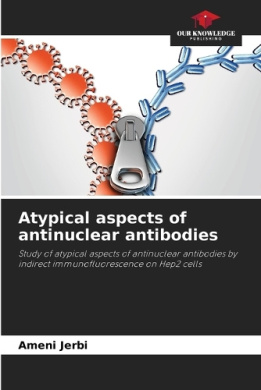 OUR KNOWLEDGE
PUBLISHING
Atypical aspects of
antinuclear antibodies
Study of atypical aspects of antinuclear antibodies by
indirect immunofluorescence on Hep2 cells
Ameni Jerbi